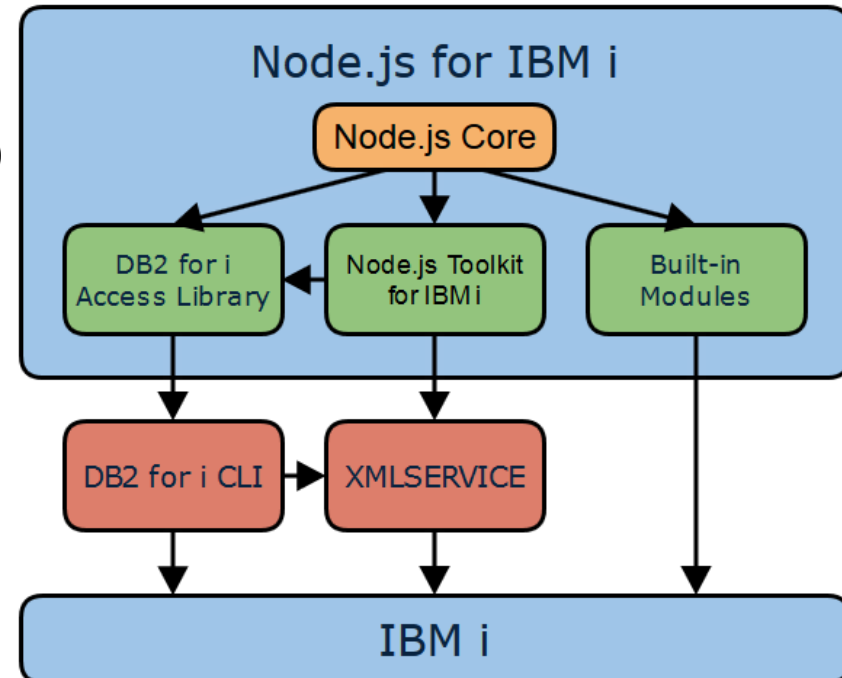 Node.js for IBM i
Node.js Core
DB2 for i
Access Library
Node.js Toolkit
for IBM i
Built-in
Modules
DB2 for i CLI
XMLSERVICE
IBM i